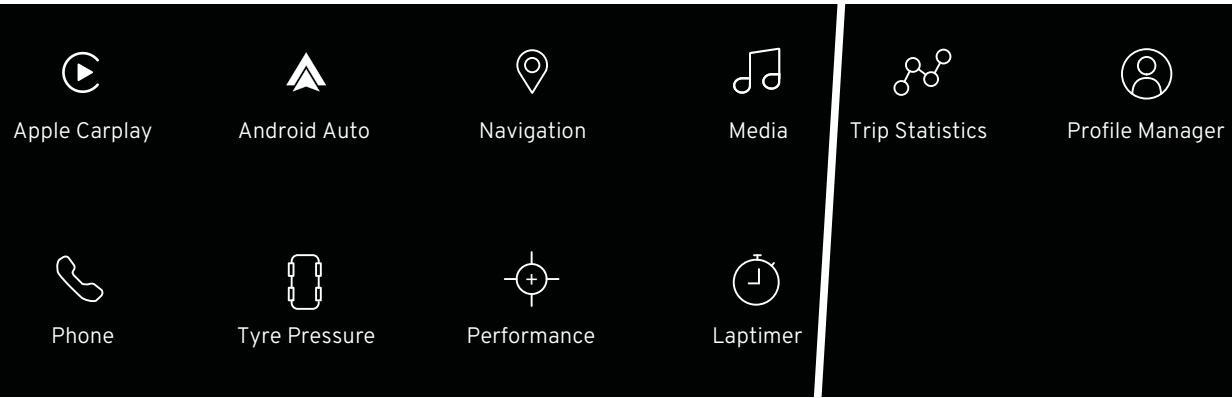 Apple Carplay
Android Auto
Navigation
Media
Trip Statistics
Profile Manager
Phone
Tyre Pressure
Performance
Laptimer